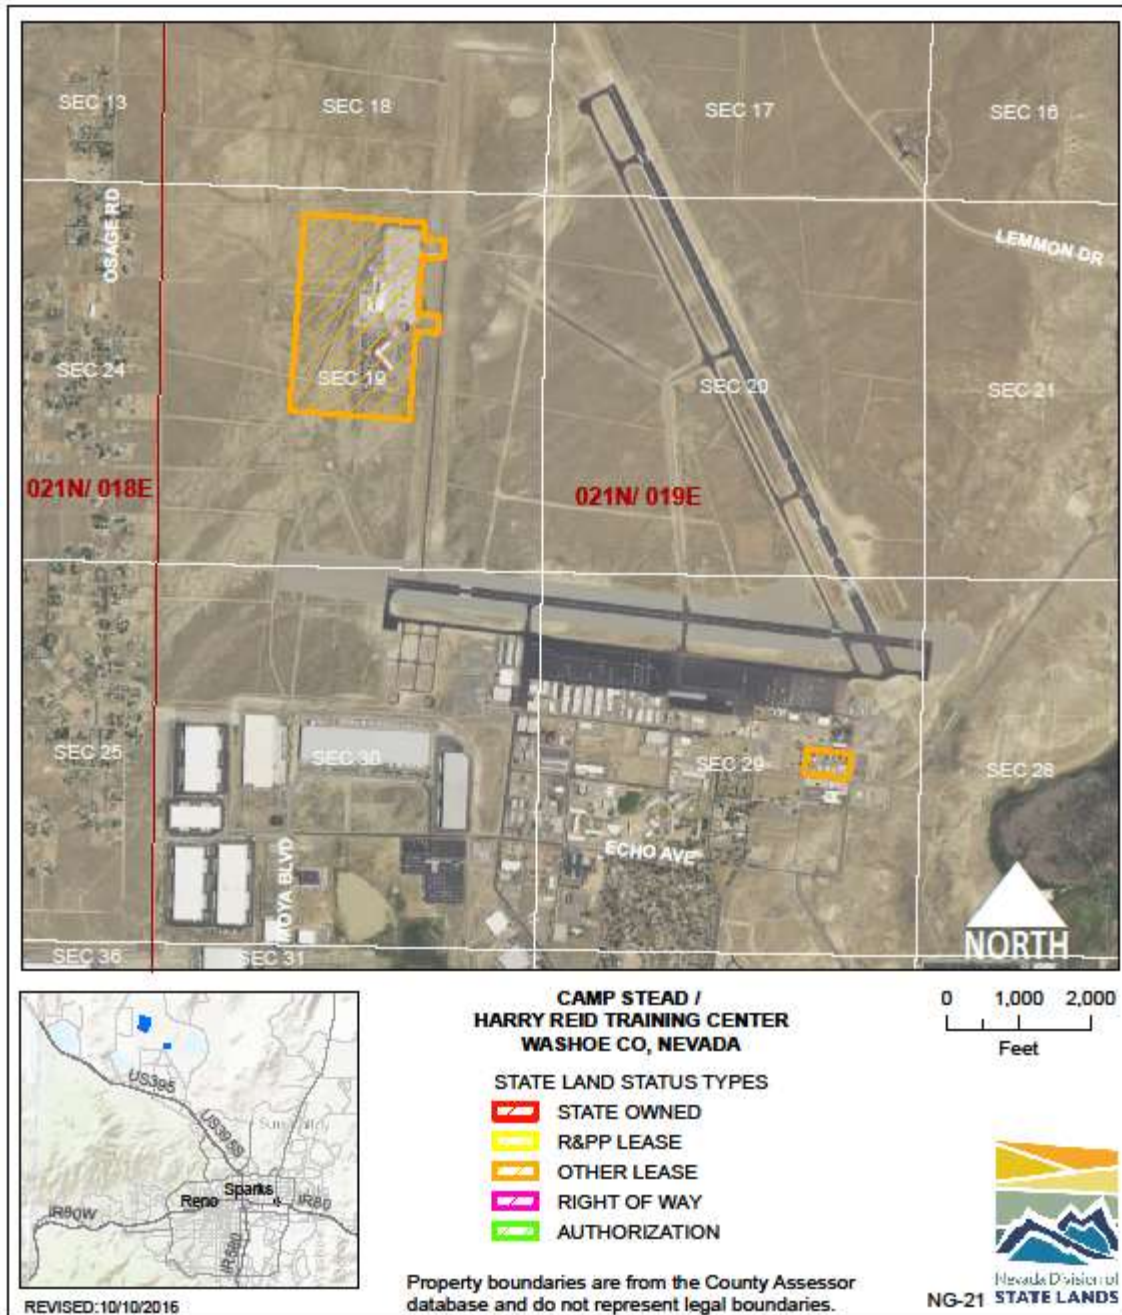 SEC 13
SEC 18
SEC 17
SEC 16
OSAGE RD
LEMMON DR
SEC 24
SEC 19
SEC 20
SEC 21
021N/ 018E
021N/ 019E
SEC 25
SEC 30
SEC 29
SEC 28
MOYA BLVD
ECHO AVE
NORTH
SEC 36
SEC 31
CAMP STEAD /
HARRY REID TRAINING CENTER
WASHOE CO, NEVADA
0 1,000 2,000
Feet
STATE LAND STATUS TYPES
STATE OWNED
R&PP LEASE
OTHER LEASE
RIGHT OF WAY
AUTHORIZATION
US395
US395S
Sparks
Reno
IR80
IR80W
IR580
Property boundaries are from the County Assessor
database and do not represent legal boundaries.
REVISED:10/10/2016
NG-21
Nevada Division of
STATE LANDS